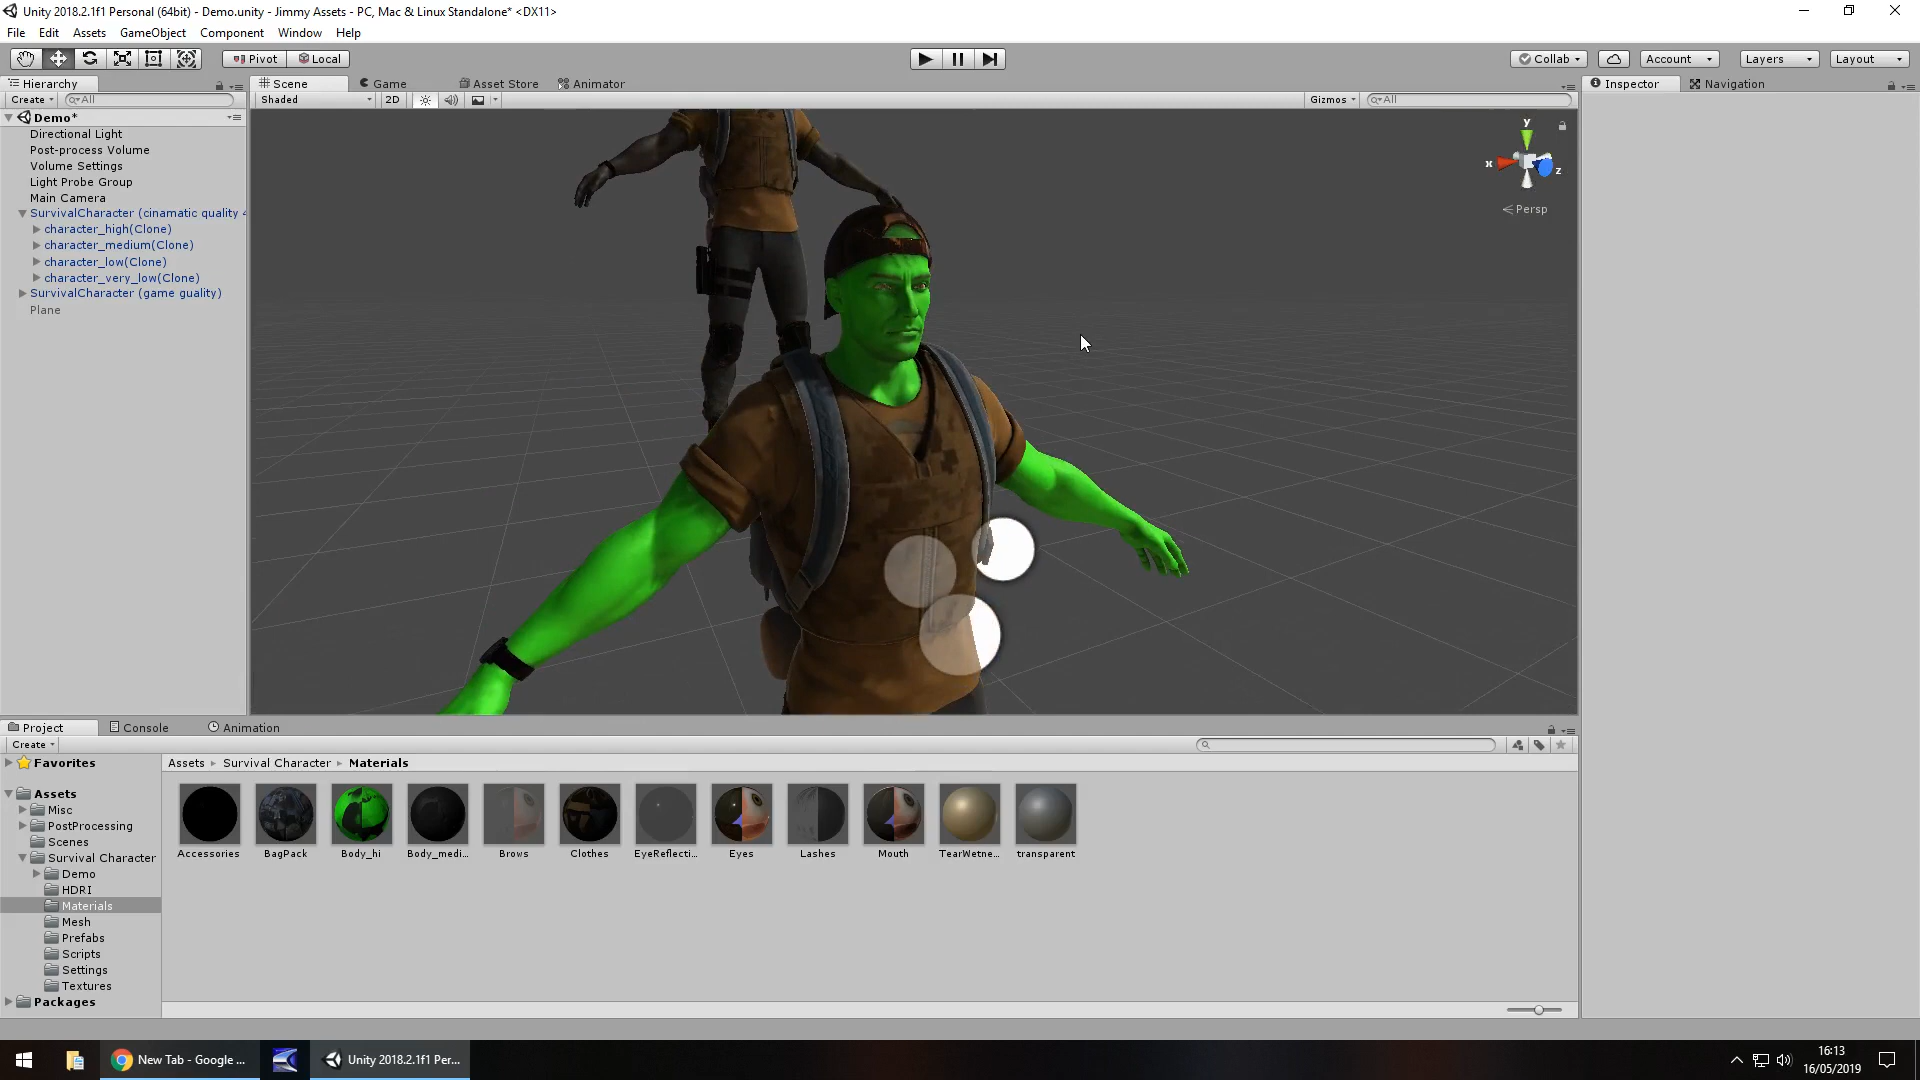 Unity 2018.2.1f1 Personal (64bit) - Demo.unity - Jimmy Assets - PC, Mac & Linux Standalone* <DX11>
File Edit Assets GameObject Component Window Help
Pivot Local Collab Account Layers Layout
Hierarchy Scene Game Asset Store Animator Inspector Navigation
Create All Shaded 2D Gizmos All
Demo*
Directional Light
Post-process Volume
Volume Settings
Light Probe Group
Main Camera
SurvivalCharacter (cinamatic quality 4
character_high(Clone)
character_medium(Clone)
character_low(Clone)
character_very_low(Clone)
SurvivalCharacter (game guality)
Plane
y
x
z
Persp
Project Console Animation
Create
Favorites
Assets
Misc
PostProcessing
Scenes
Survival Character
Demo
HDRI
Materials
Mesh
Prefabs
Scripts
Settings
Textures
Packages
Assets Survival Character Materials
Accessories BagPack Body_hi Body_medi... Brows Clothes EyeReflecti... Eyes Lashes Mouth TearWetne... transparent
New Tab - Google ... Unity 2018.2.1f1 Per...
16:13
16/05/2019